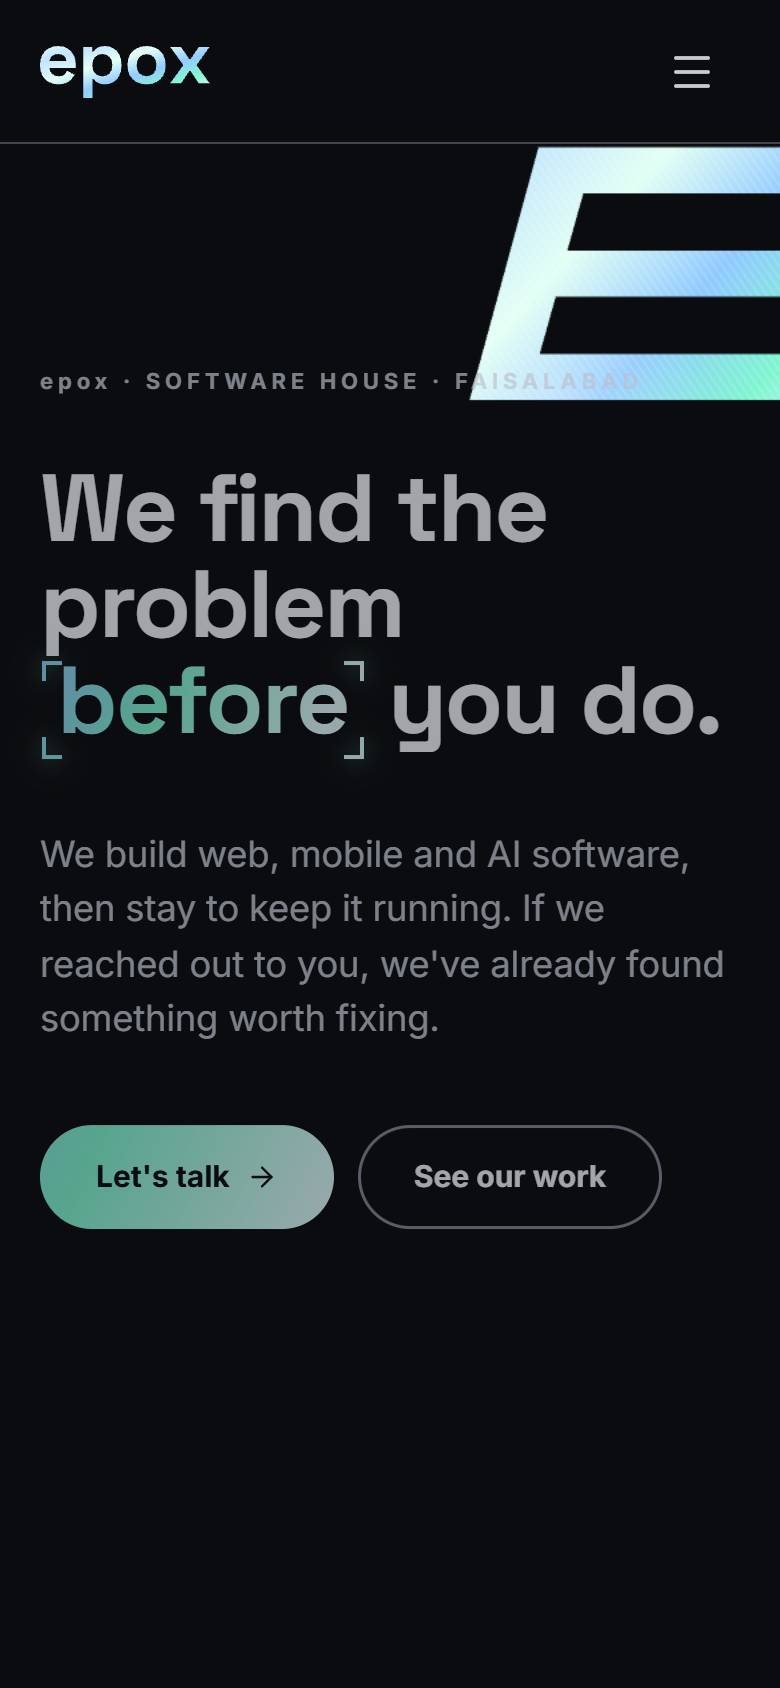 epox
E
epox · SOFTWARE HOUSE · FAISALABAD
We find the
problem
before you do.
We build web, mobile and AI software,
then stay to keep it running. If we
reached out to you, we've already found
something worth fixing.
Let's talk →
See our work